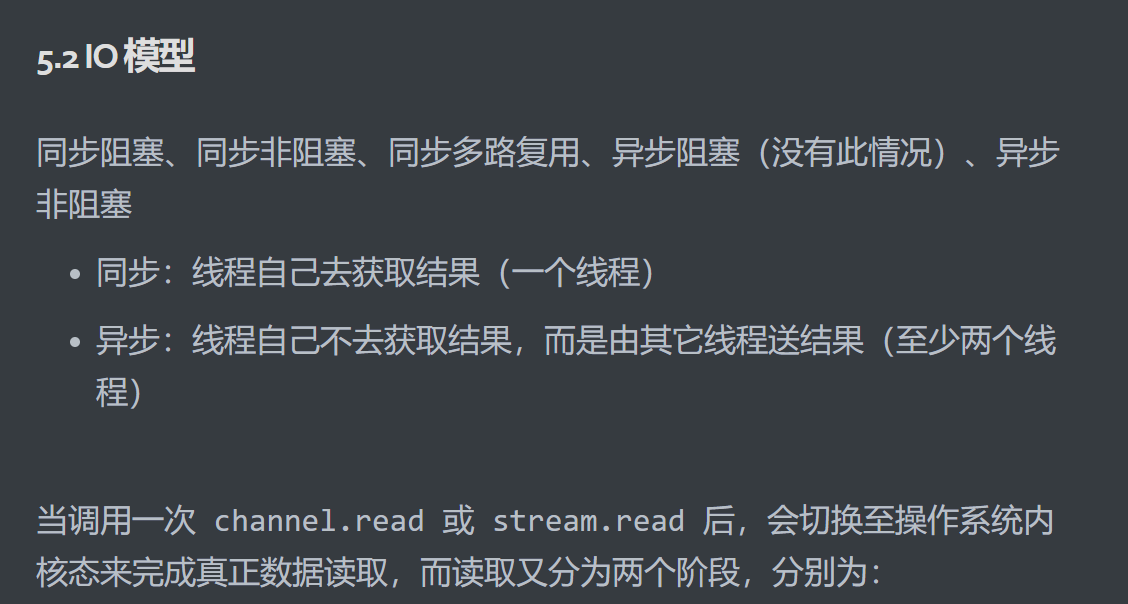 5.2 IO 模型
同步阻塞、同步非阻塞、同步多路复用、异步阻塞（没有此情况）、异步
非阻塞
• 同步：线程自己去获取结果（一个线程）
• 异步：线程自己不去获取结果，而是由其它线程送结果（至少两个线
程）
当调用一次 channel.read 或 stream.read 后，会切换至操作系统内
核态来完成真正数据读取，而读取又分为两个阶段，分别为：